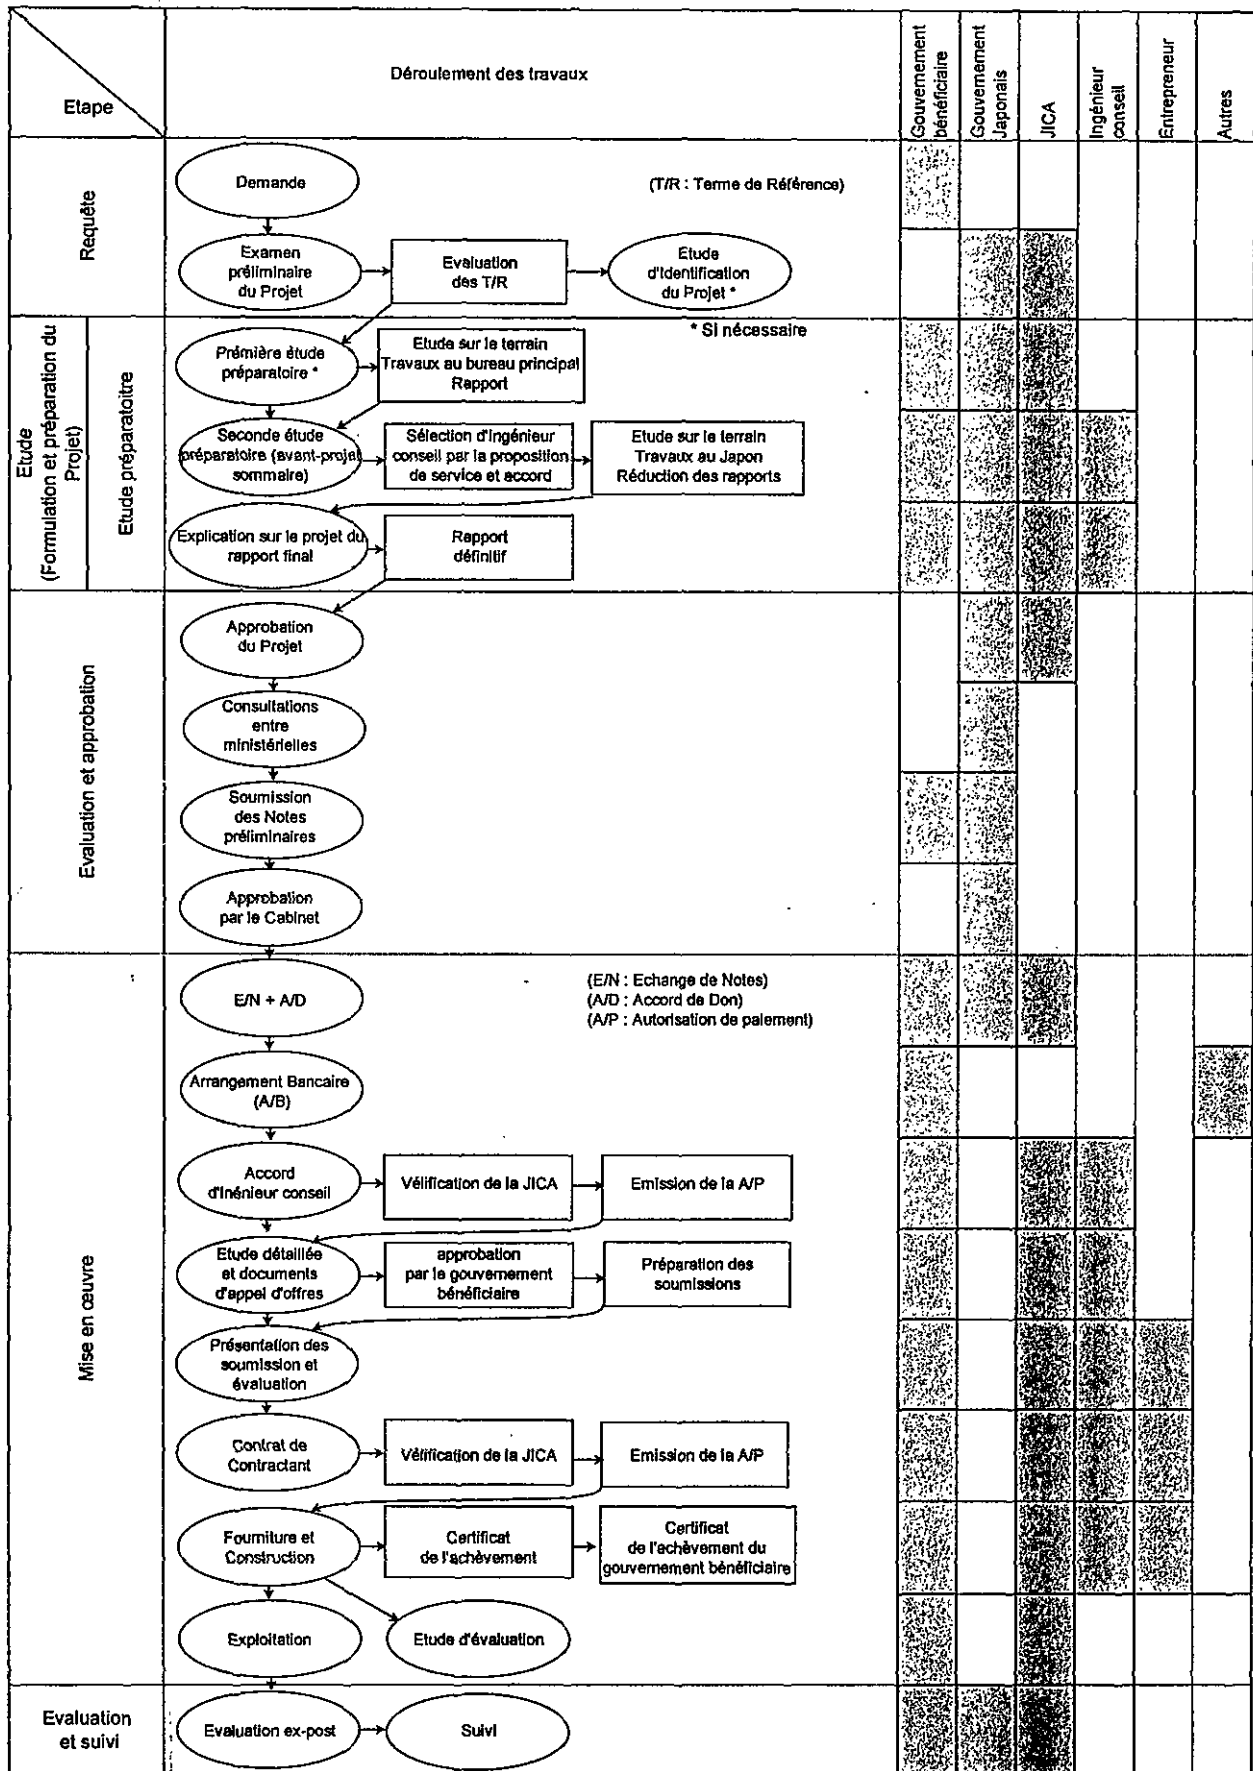 Etape
Déroulement des travaux
Gouvernement
bénéficiaire
Gouvernement
Japonais
JICA
Ingénieur
conseil
Entrepreneur
Autres
Requête
Demande
(T/R : Terme de Référence)
Examen
préliminaire
du Projet
Evaluation
des T/R
Etude
d'Identification
du Projet *
* Si nécessaire
Etude
(Formulation et préparation du
Projet)
Etude préparatoitre
Prémière étude
préparatoire *
Etude sur le terrain
Travaux au bureau principal
Rapport
Seconde étude
préparatoire (avant-projet
sommaire)
Sélection d'ingénieur
conseil par la proposition
de service et accord
Etude sur le terrain
Travaux au Japon
Réduction des rapports
Explication sur le projet du
rapport final
Rapport
définitif
Evaluation et approbation
Approbation
du Projet
Consultations
entre
ministérielles
Soumission
des Notes
préliminaires
Approbation
par le Cabinet
Mise en œuvre
E/N + A/D
(E/N : Echange de Notes)
(A/D : Accord de Don)
(A/P : Autorisation de paiement)
Arrangement Bancaire
(A/B)
Accord
d'Inénieur conseil
Vélification de la JICA
Emission de la A/P
Etude détaillée
et documents
d'appel d'offres
approbation
par le gouvernement
bénéficiaire
Préparation des
soumissions
Présentation des
soumission et
évaluation
Contrat de
Contractant
Vélification de la JICA
Emission de la A/P
Fourniture et
Construction
Certificat
de l'achèvement
Certificat
de l'achèvement du
gouvernement bénéficiaire
Exploitation
Etude d'évaluation
Evaluation
et suivi
Evaluation ex-post
Suivi